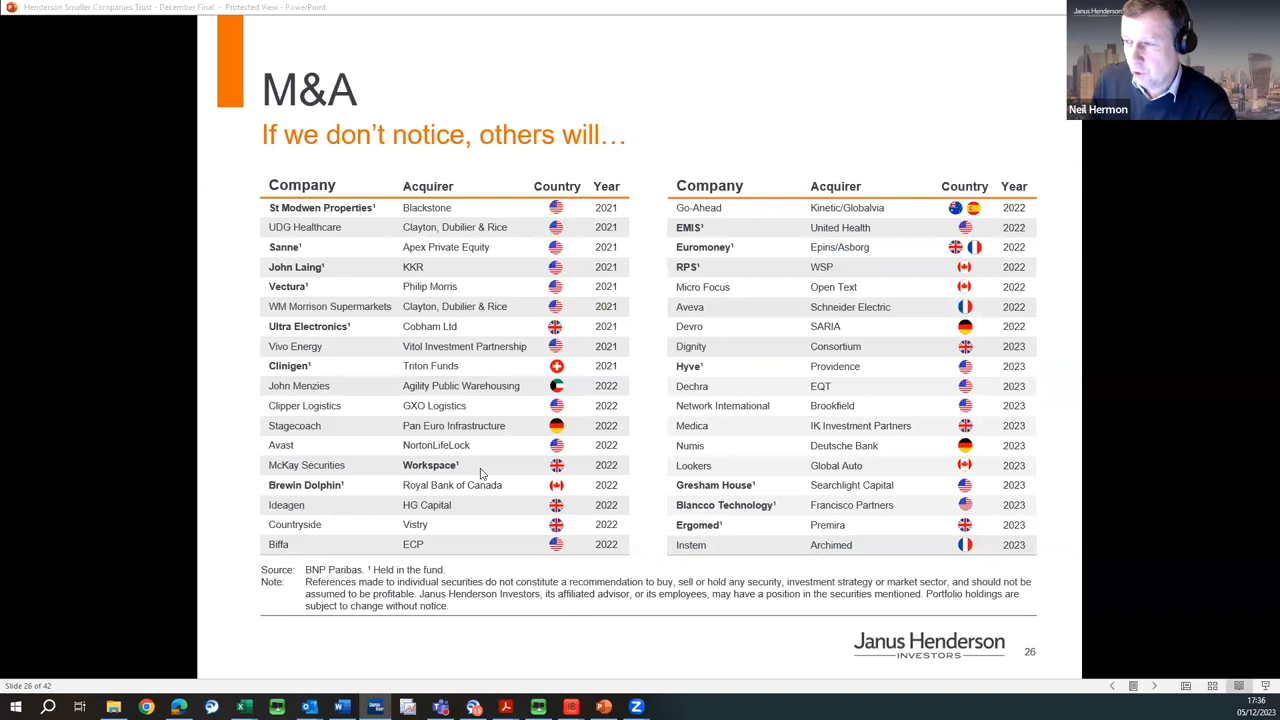 Henderson Smaller Companies Trust - December Final - Protected View - PowerPoint
Janus Henderson
Neil Hermon
M&A
If we don't notice, others will…
Company Acquirer Country Year
St Modwen Properties¹ Blackstone 2021
UDG Healthcare Clayton, Dubilier & Rice 2021
Sanne¹ Apex Private Equity 2021
John Laing¹ KKR 2021
Vectura¹ Philip Morris 2021
WM Morrison Supermarkets Clayton, Dubilier & Rice 2021
Ultra Electronics¹ Cobham Ltd 2021
Vivo Energy Vitol Investment Partnership 2021
Clinigen¹ Triton Funds 2021
John Menzies Agility Public Warehousing 2022
Clipper Logistics GXO Logistics 2022
Stagecoach Pan Euro Infrastructure 2022
Avast NortonLifeLock 2022
McKay Securities Workspace¹ 2022
Brewin Dolphin¹ Royal Bank of Canada 2022
Ideagen HG Capital 2022
Countryside Vistry 2022
Biffa ECP 2022
Company Acquirer Country Year
Go-Ahead Kinetic/Globalvia 2022
EMIS¹ United Health 2022
Euromoney¹ Epiris/Asborg 2022
RPS¹ WSP 2022
Micro Focus Open Text 2022
Aveva Schneider Electric 2022
Devro SARIA 2022
Dignity Consortium 2023
Hyve¹ Providence 2023
Dechra EQT 2023
Network International Brookfield 2023
Medica IK Investment Partners 2023
Numis Deutsche Bank 2023
Lookers Global Auto 2023
Gresham House¹ Searchlight Capital 2023
Blancco Technology¹ Francisco Partners 2023
Ergomed¹ Premira 2023
Instem Archimed 2023
Source: BNP Paribas. ¹ Held in the fund.
Note: References made to individual securities do not constitute a recommendation to buy, sell or hold any security, investment strategy or market sector, and should not be
assumed to be profitable. Janus Henderson Investors, its affiliated advisor, or its employees, may have a position in the securities mentioned. Portfolio holdings are
subject to change without notice.
Janus Henderson
INVESTORS
26
Slide 26 of 42
17:36
05/12/2023